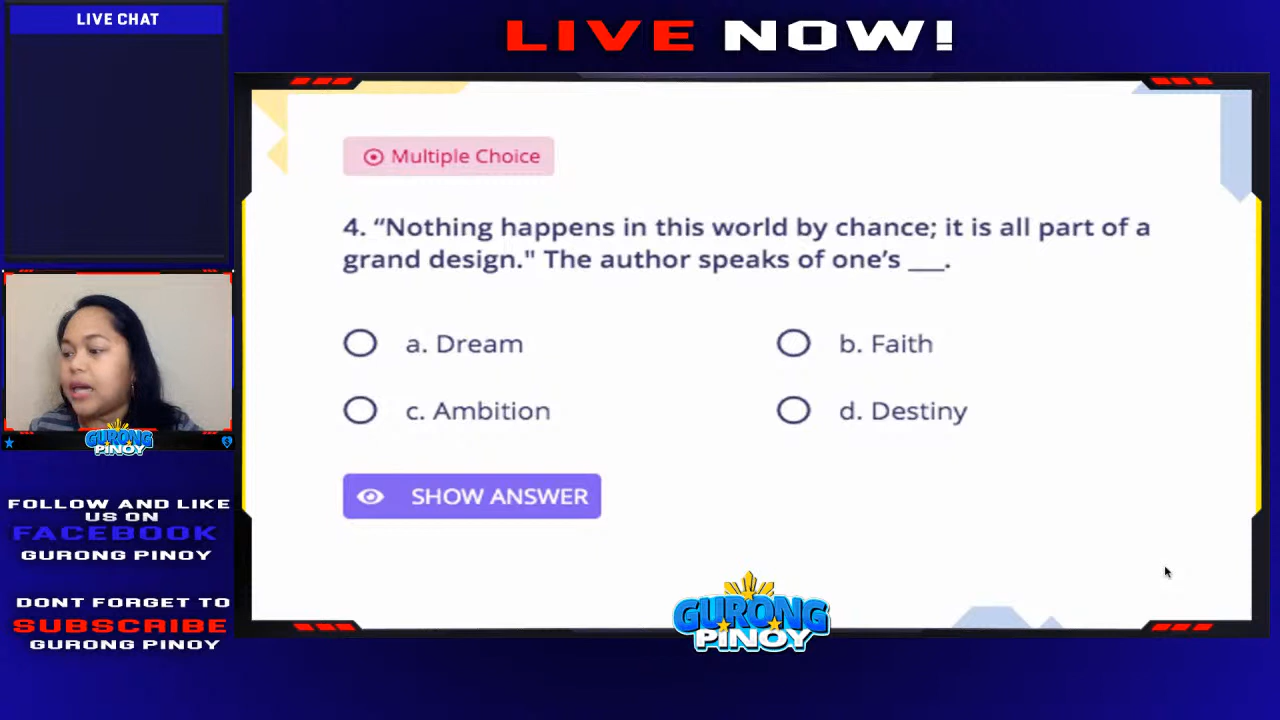 LIVE CHAT
LIVE NOW!
Multiple Choice
4. “Nothing happens in this world by chance; it is all part of a
grand design." The author speaks of one’s ___.
a. Dream
b. Faith
c. Ambition
d. Destiny
SHOW ANSWER
GURONG
PINOY
FOLLOW AND LIKE
US ON
FACEBOOK
GURONG PINOY
DONT FORGET TO
SUBSCRIBE
GURONG PINOY
GURONG
PINOY